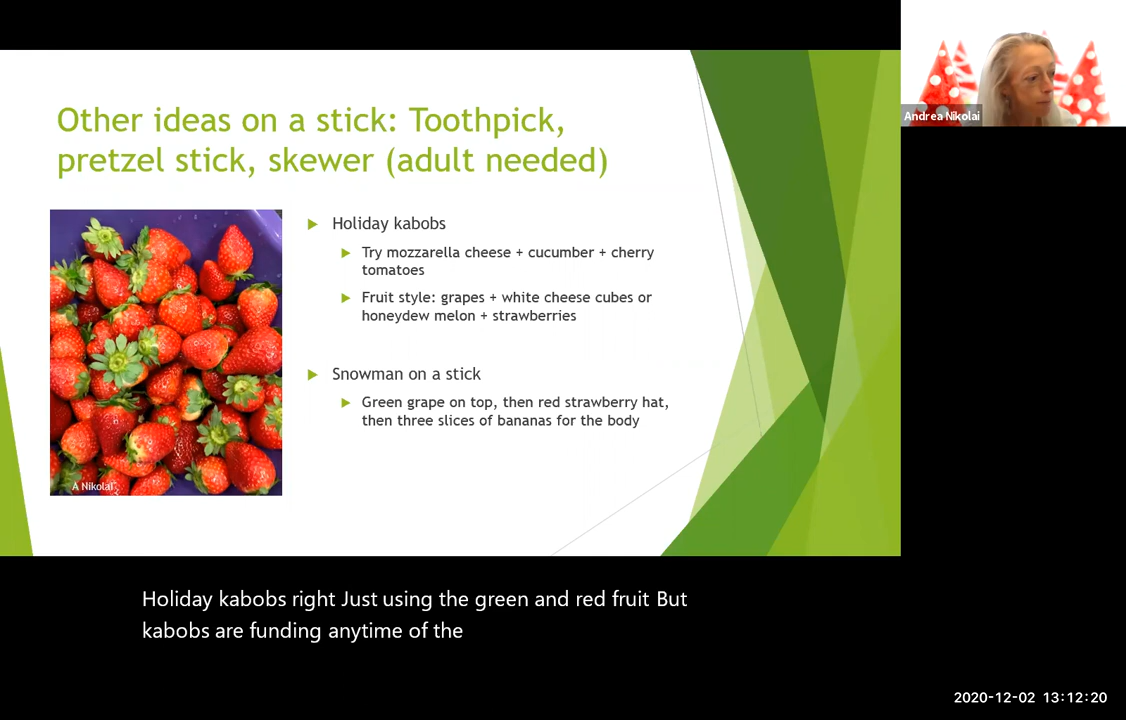 Andrea Nikolai
Other ideas on a stick: Toothpick,
pretzel stick, skewer (adult needed)
Holiday kabobs
Try mozzarella cheese + cucumber + cherry
tomatoes
Fruit style: grapes + white cheese cubes or
honeydew melon + strawberries
Snowman on a stick
Green grape on top, then red strawberry hat,
then three slices of bananas for the body
A Nikolai
Holiday kabobs right Just using the green and red fruit But
kabobs are funding anytime of the
2020-12-02 13:12:20